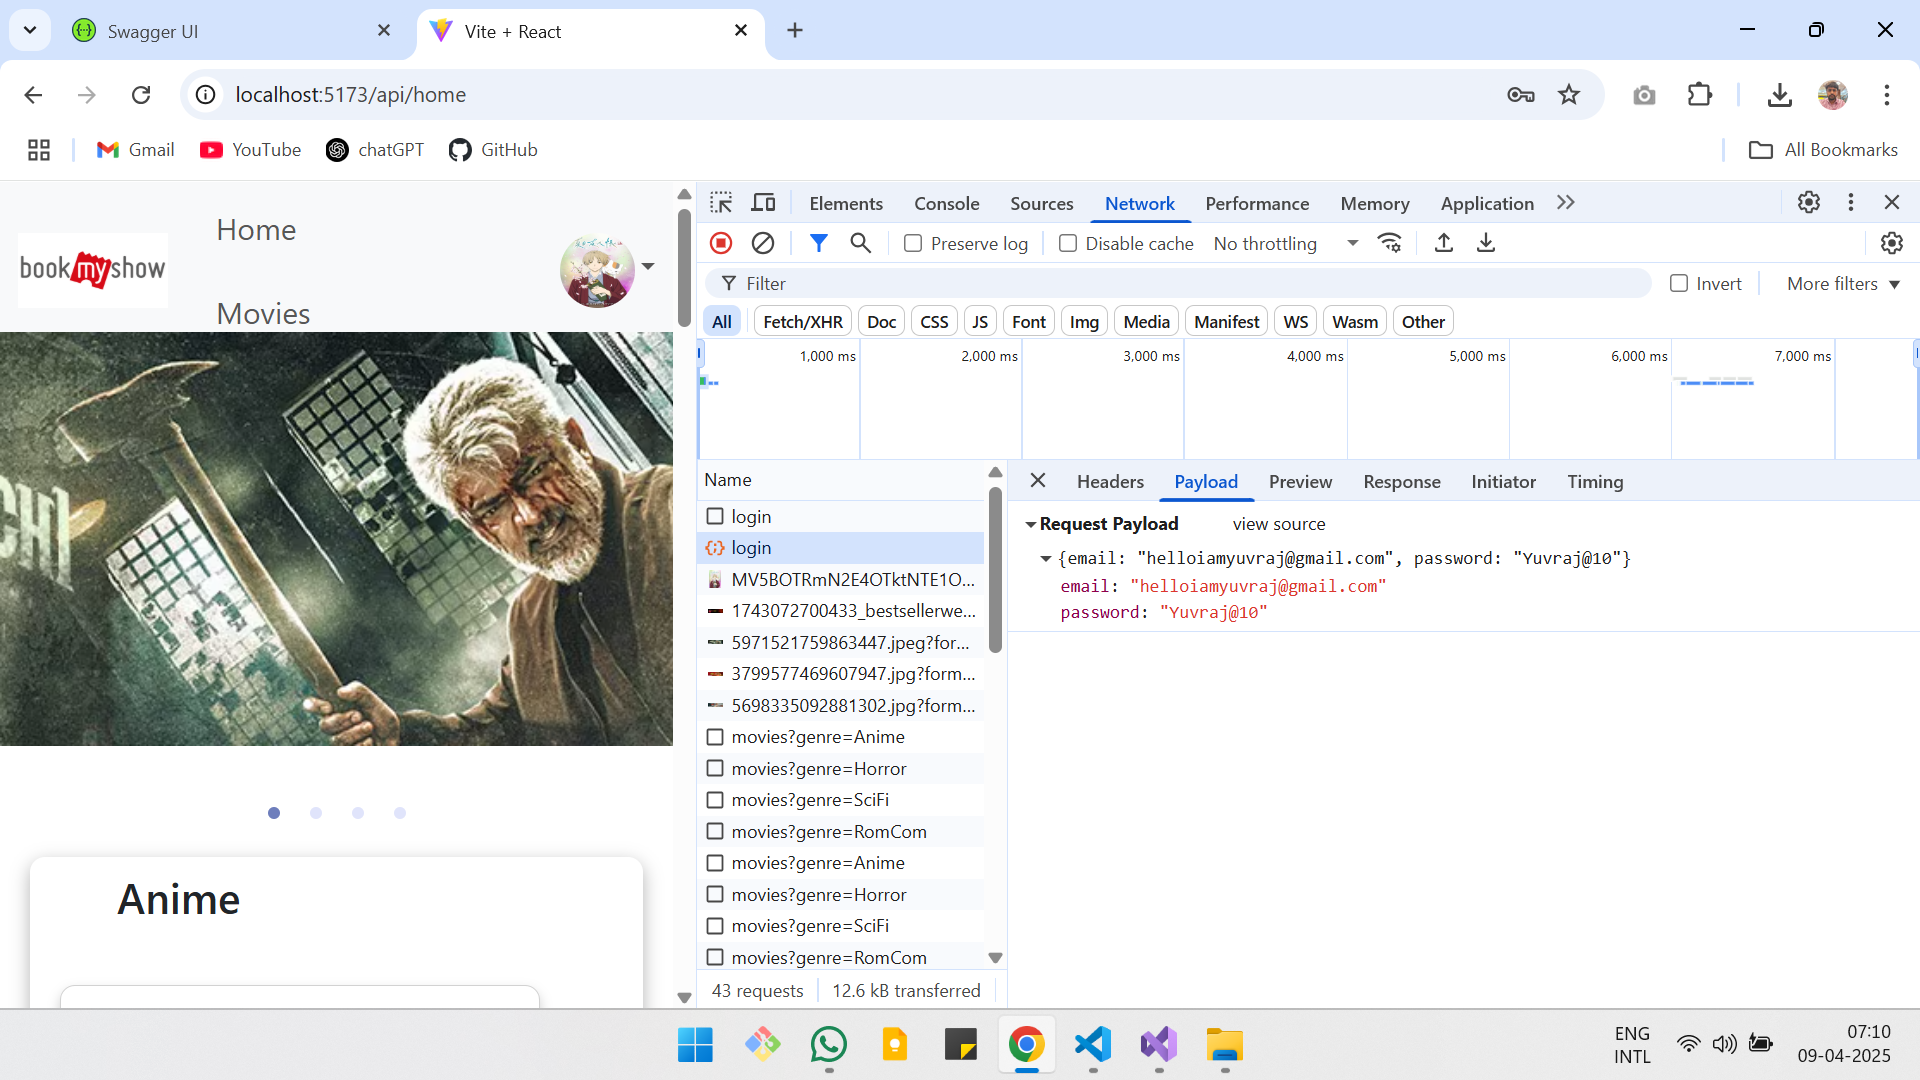 Swagger UI
Vite + React
localhost:5173/api/home
Gmail
YouTube
chatGPT
GitHub
All Bookmarks
bookmyshow
Home
Movies
CHI
Anime
Elements Console Sources Network Performance Memory Application
Preserve log Disable cache No throttling
Filter Invert More filters
All Fetch/XHR Doc CSS JS Font Img Media Manifest WS Wasm Other
1,000 ms 2,000 ms 3,000 ms 4,000 ms 5,000 ms 6,000 ms 7,000 ms
Name
login
login
MV5BOTRmN2E4OTktNTE1O...
1743072700433_bestsellerwe...
5971521759863447.jpeg?for...
3799577469607947.jpg?form...
5698335092881302.jpg?form...
movies?genre=Anime
movies?genre=Horror
movies?genre=SciFi
movies?genre=RomCom
movies?genre=Anime
movies?genre=Horror
movies?genre=SciFi
movies?genre=RomCom
43 requests 12.6 kB transferred
Headers Payload Preview Response Initiator Timing
Request Payload view source
{email: "helloiamyuvraj@gmail.com", password: "Yuvraj@10"}
email: "helloiamyuvraj@gmail.com"
password: "Yuvraj@10"
ENG
INTL
07:10
09-04-2025